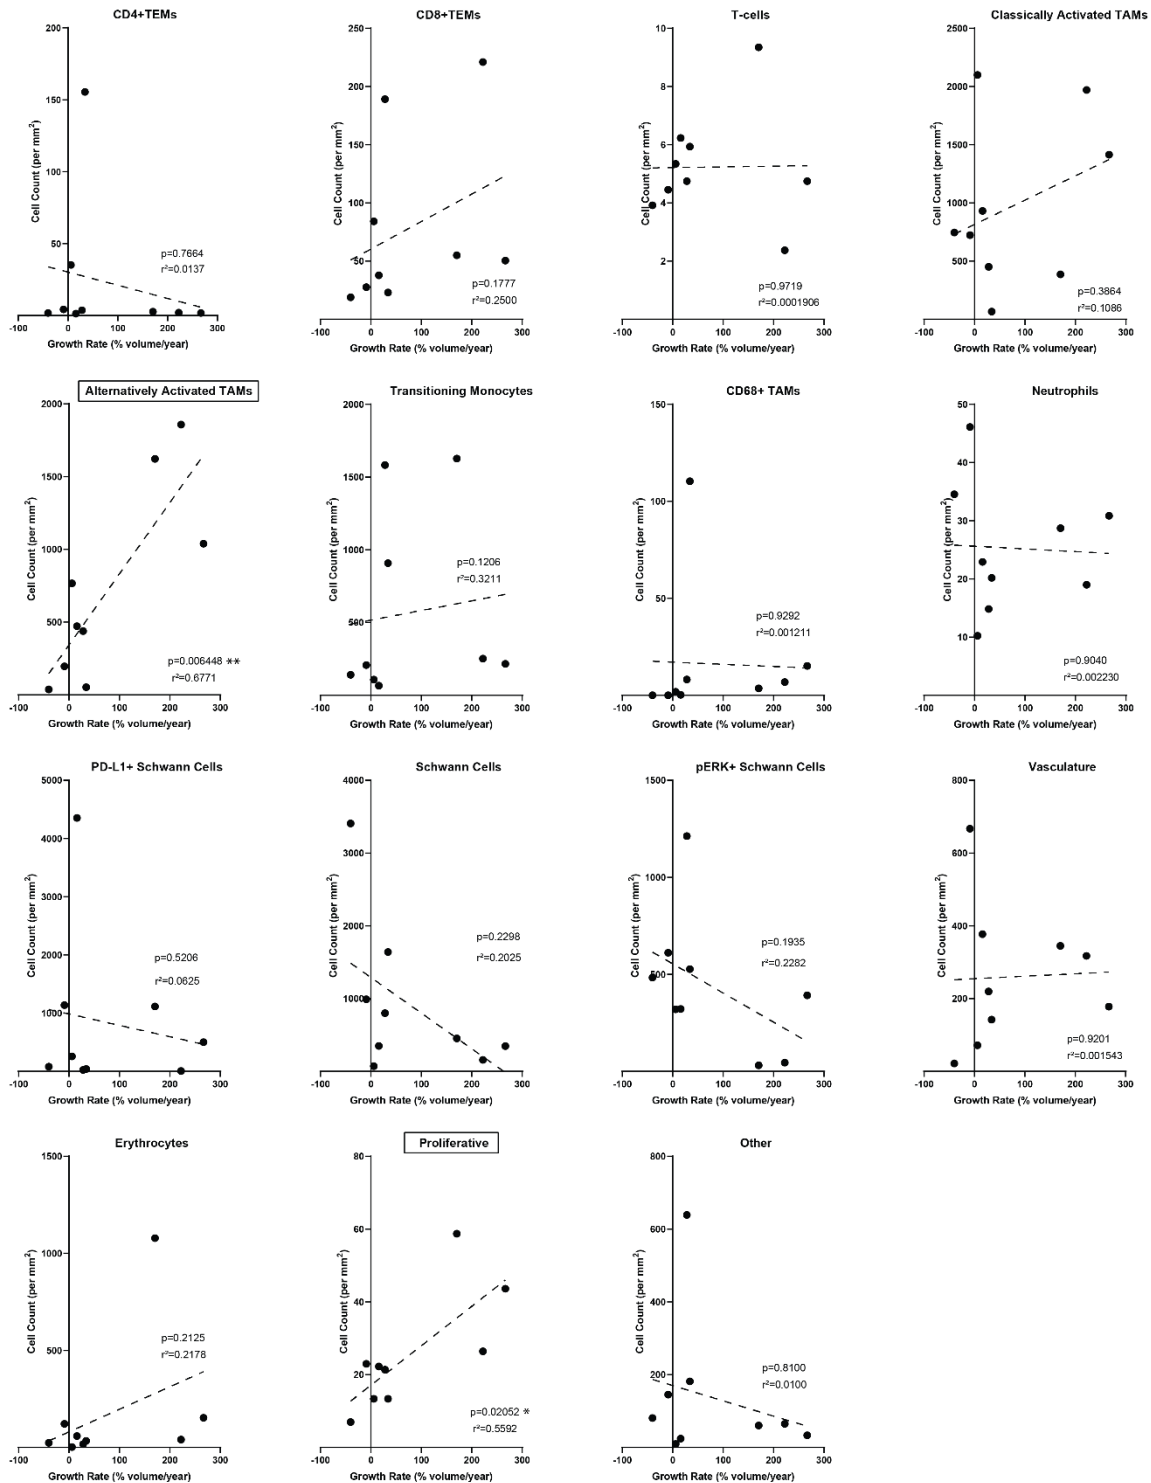 CD4+TEMs
200
150
100
50
-100 0 100 200 300
Cell Count (per mm²)
Growth Rate (% volume/year)
p=0.7664
r²=0.0137
CD8+TEMs
250
200
150
100
50
-100 0 100 200 300
Cell Count (per mm²)
Growth Rate (% volume/year)
p=0.1777
r²=0.2500
T-cells
10
8
6
4
2
-100 0 100 200 300
Cell Count (per mm²)
Growth Rate (% volume/year)
p=0.9719
r²=0.0001906
Classically Activated TAMs
2500
2000
1500
1000
500
-100 0 100 200 300
Cell Count (per mm²)
Growth Rate (% volume/year)
p=0.3864
r²=0.1086
Alternatively Activated TAMs
2000
1500
1000
500
-100 0 100 200 300
Cell Count (per mm²)
Growth Rate (% volume/year)
p=0.006448 **
r²=0.6771
Transitioning Monocytes
2000
1500
1000
500
-100 0 100 200 300
Cell Count (per mm²)
Growth Rate (% volume/year)
p=0.1206
r²=0.3211
CD68+ TAMs
150
100
50
-100 0 100 200 300
Cell Count (per mm²)
Growth Rate (% volume/year)
p=0.9292
r²=0.001211
Neutrophils
50
40
30
20
10
-100 0 100 200 300
Cell Count (per mm²)
Growth Rate (% volume/year)
p=0.9040
r²=0.002230
PD-L1+ Schwann Cells
5000
4000
3000
2000
1000
-100 0 100 200 300
Cell Count (per mm²)
Growth Rate (% volume/year)
p=0.5206
r²=0.0625
Schwann Cells
4000
3000
2000
1000
-100 0 100 200 300
Cell Count (per mm²)
Growth Rate (% volume/year)
p=0.2298
r²=0.2025
pERK+ Schwann Cells
1500
1000
500
-100 0 100 200 300
Cell Count (per mm²)
Growth Rate (% volume/year)
p=0.1935
r²=0.2282
Vasculature
800
600
400
200
-100 0 100 200 300
Cell Count (per mm²)
Growth Rate (% volume/year)
p=0.9201
r²=0.001543
Erythrocytes
1500
1000
500
-100 0 100 200 300
Cell Count (per mm²)
Growth Rate (% volume/year)
p=0.2125
r²=0.2178
Proliferative
80
60
40
20
-100 0 100 200 300
Cell Count (per mm²)
Growth Rate (% volume/year)
p=0.02052 *
r²=0.5592
Other
800
600
400
200
-100 0 100 200 300
Cell Count (per mm²)
Growth Rate (% volume/year)
p=0.8100
r²=0.0100